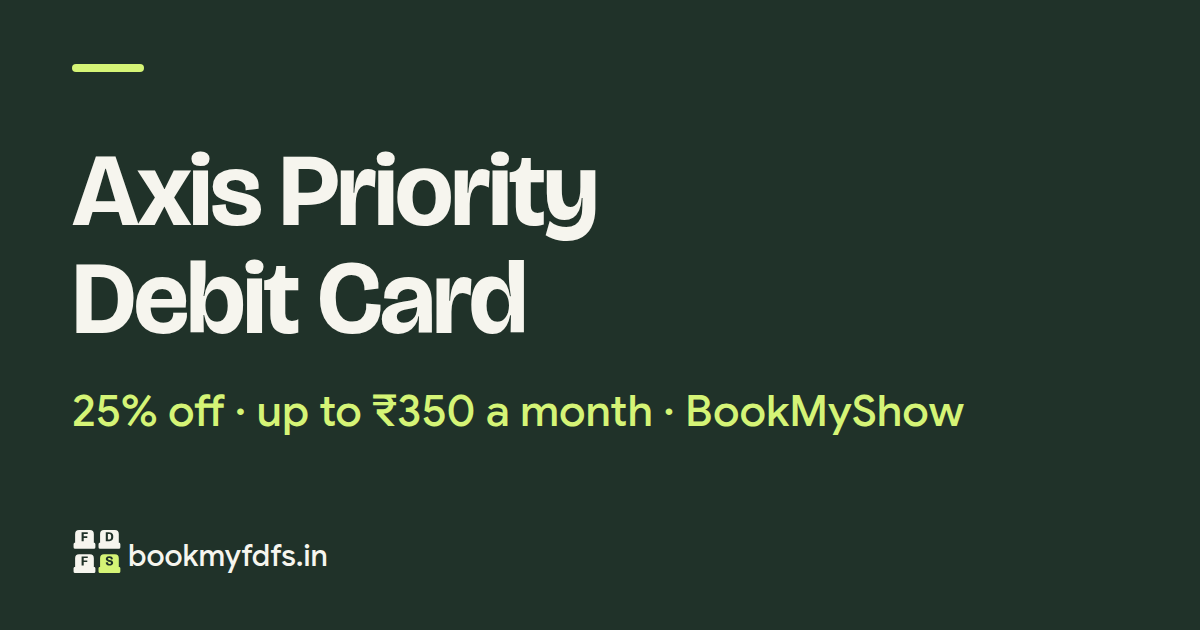 Axis Priority
Debit Card
25% off · up to ₹350 a month · BookMyShow
F D
F S
bookmyfdfs.in